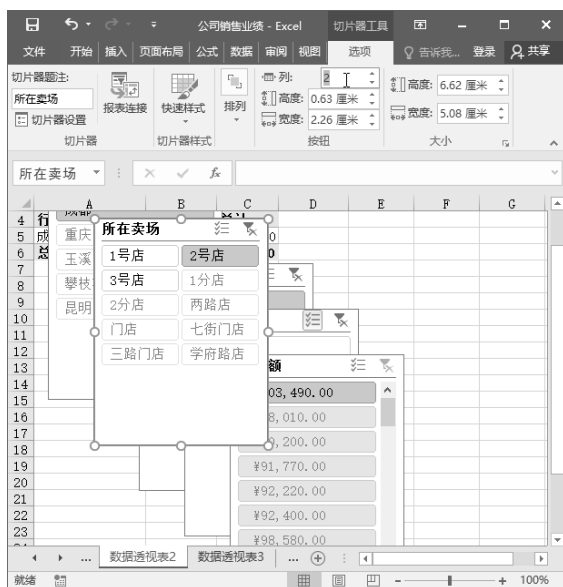 公司销售业绩 - Excel 切片器工具
文件 开始 插入 页面布局 公式 数据 审阅 视图 选项 告诉我... 登录 共享
切片器题注: 列: 2
所在卖场 报表连接 快速样式 排列 高度: 0.63 厘米 高度: 6.62 厘米
切片器设置 宽度: 2.26 厘米 宽度: 5.08 厘米
切片器 切片器样式 按钮 大小
所在卖场 fx
A B C D E F G
4
5 成
6
7
8
9
10
11
12
13
14
15
16
17
18
19
20
21
22
23
重庆
玉溪
攀枝
昆明
所在卖场
1号店 2号店
3号店 1分店
2分店 两路店
门店 七街门店
三路门店 学府路店
额
03,490.00
8,010.00
,200.00
¥91,770.00
¥92,220.00
¥92,400.00
¥98,580.00
... 数据透视表2 数据透视表3 ...
就绪 100%